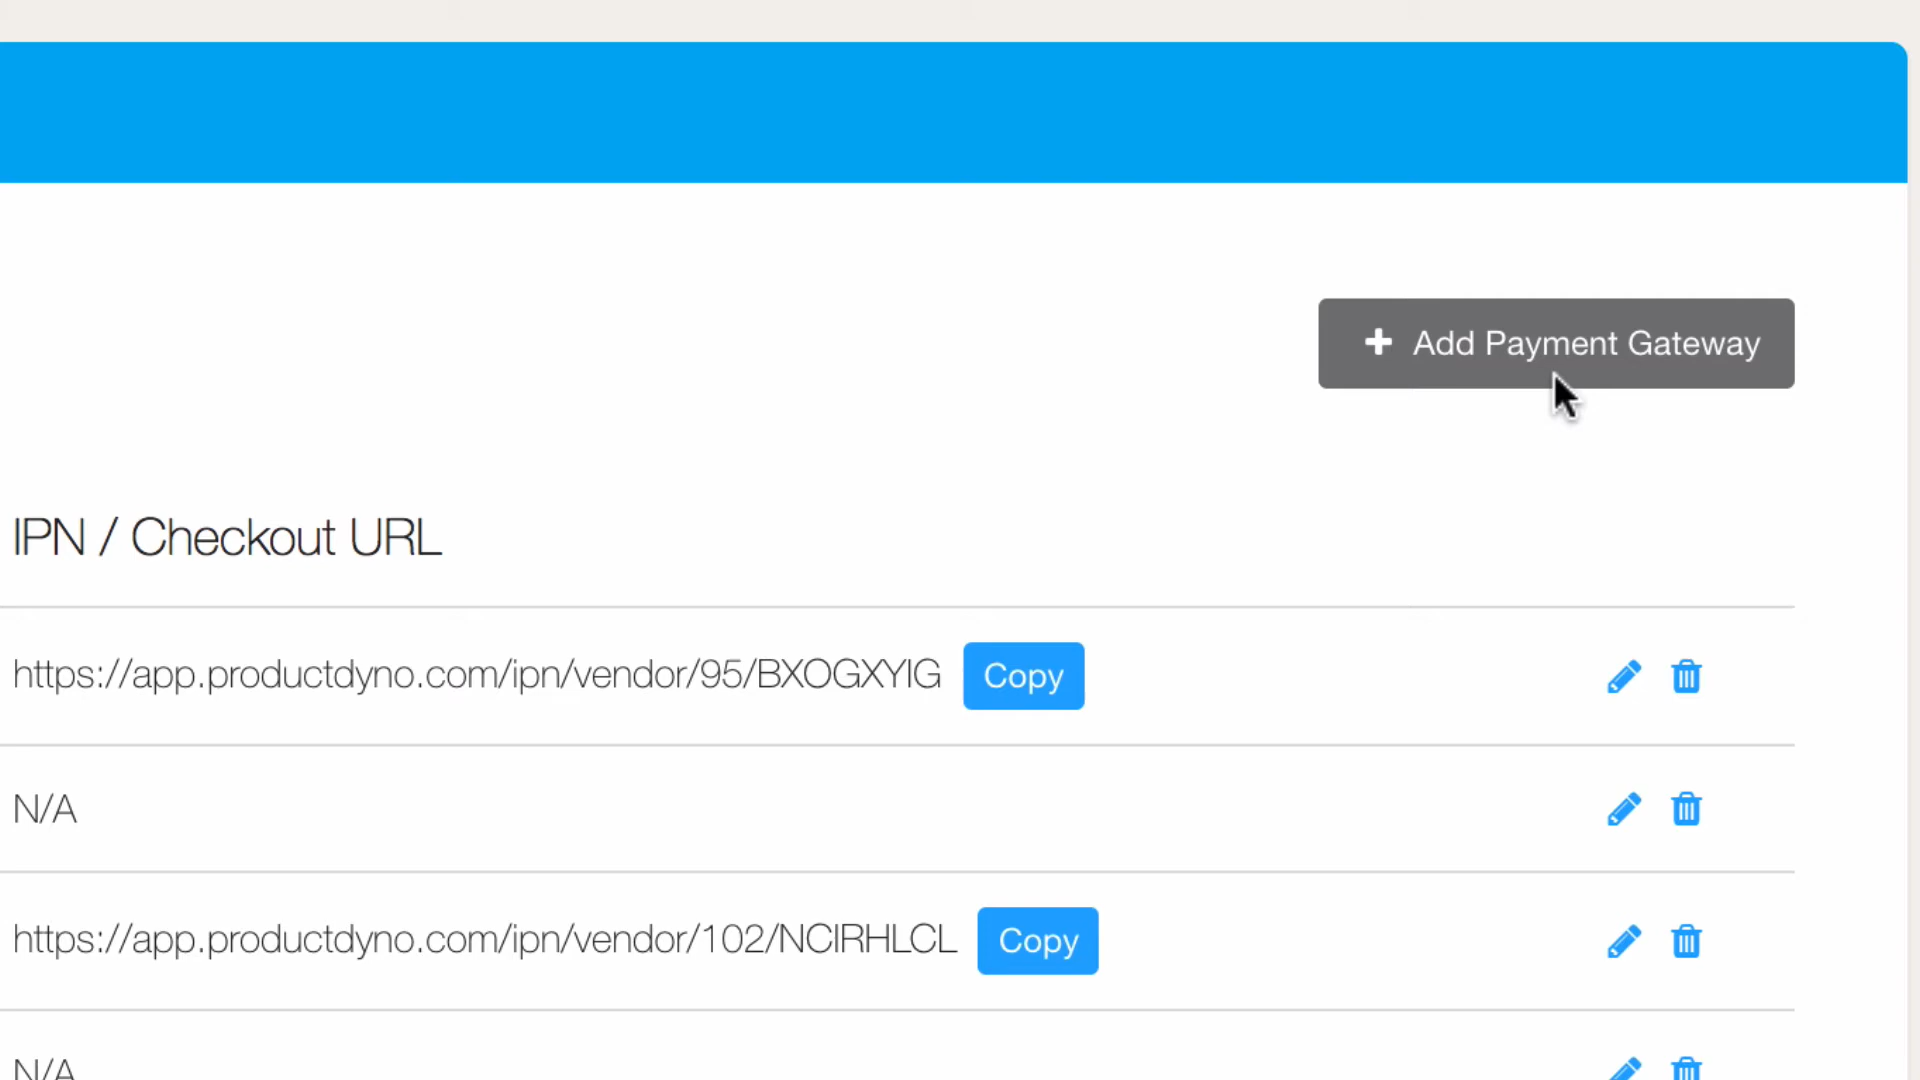 Add Payment Gateway
IPN / Checkout URL
https://app.productdyno.com/ipn/vendor/95/BXOGXYIG Copy
N/A
https://app.productdyno.com/ipn/vendor/102/NCIRHLCL Copy
N/A